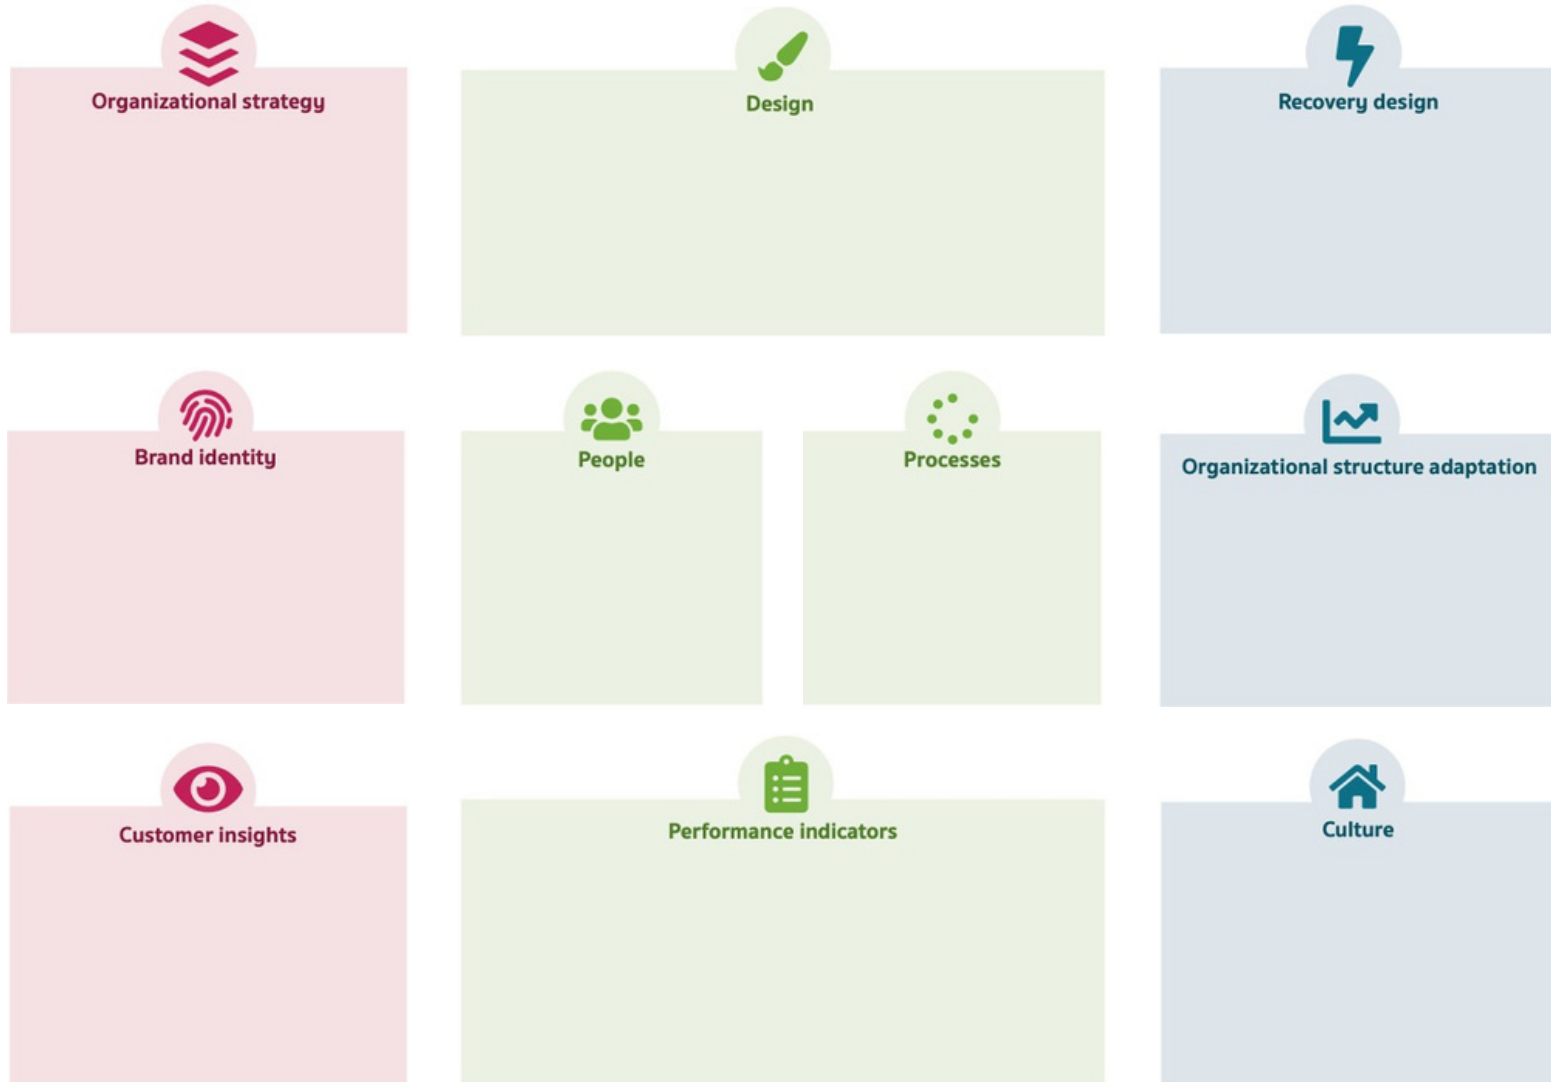 Organizational strategy
Design
Recovery design
Brand identity
People
Processes
Organizational structure adaptation
Customer insights
Performance indicators
Culture